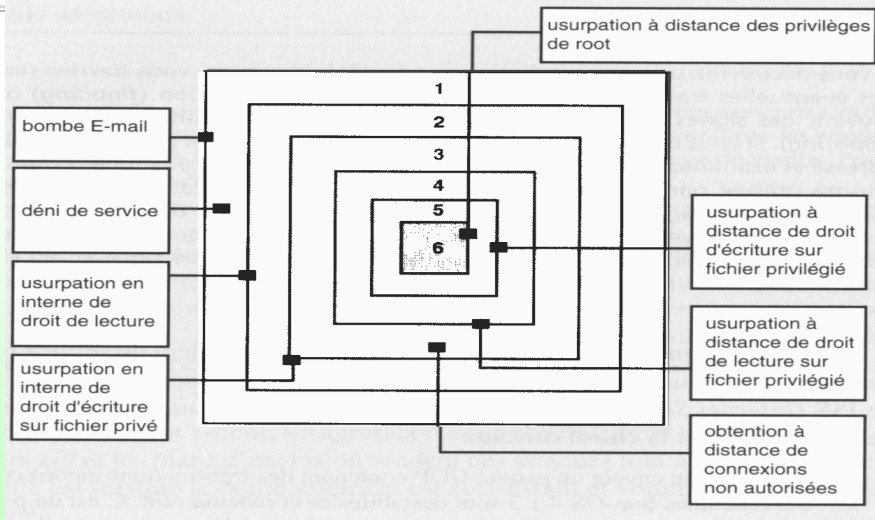 usurpation à distance des privilèges
de root
1
2
3
4
5
6
bombe E-mail
déni de service
usurpation en
interne de
droit de lecture
usurpation en
interne de
droit d'écriture
sur fichier privé
usurpation à
distance de droit
d'écriture sur
fichier privilégié
usurpation à
distance de droit
de lecture sur
fichier privilégié
obtention à
distance de
connexions
non autorisées